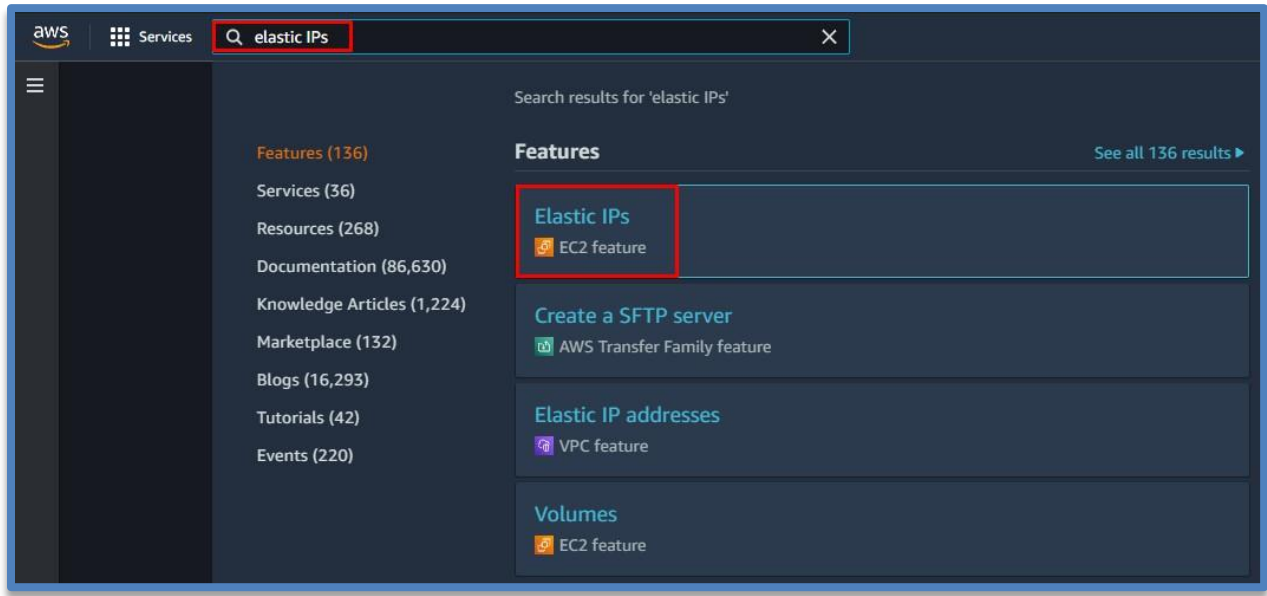 aws Services elastic IPs
Search results for 'elastic IPs'
Features (136)
Services (36)
Resources (268)
Documentation (86,630)
Knowledge Articles (1,224)
Marketplace (132)
Blogs (16,293)
Tutorials (42)
Events (220)
Features See all 136 results
Elastic IPs
EC2 feature
Create a SFTP server
AWS Transfer Family feature
Elastic IP addresses
VPC feature
Volumes
EC2 feature